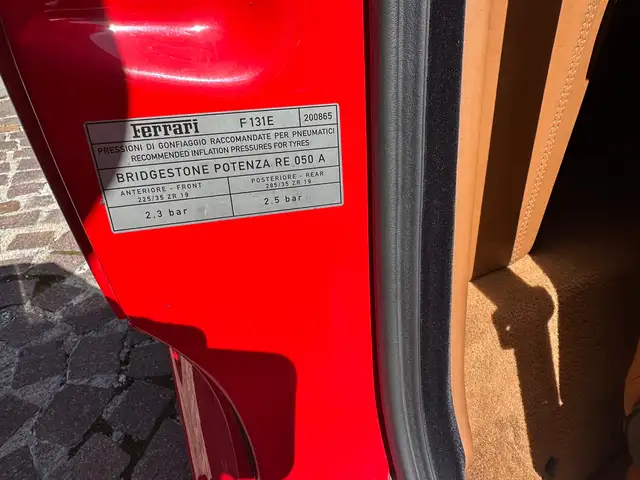 Ferrari F 131E 200865
PRESSIONI DI GONFIAGGIO RACCOMANDATE PER PNEUMATICI
RECOMMENDED INFLATION PRESSURES FOR TYRES
BRIDGESTONE POTENZA RE 050 A
ANTERIORE - FRONT POSTERIORE - REAR
225/35 ZR 19 285/35 ZR 19
2.3 bar 2.5 bar